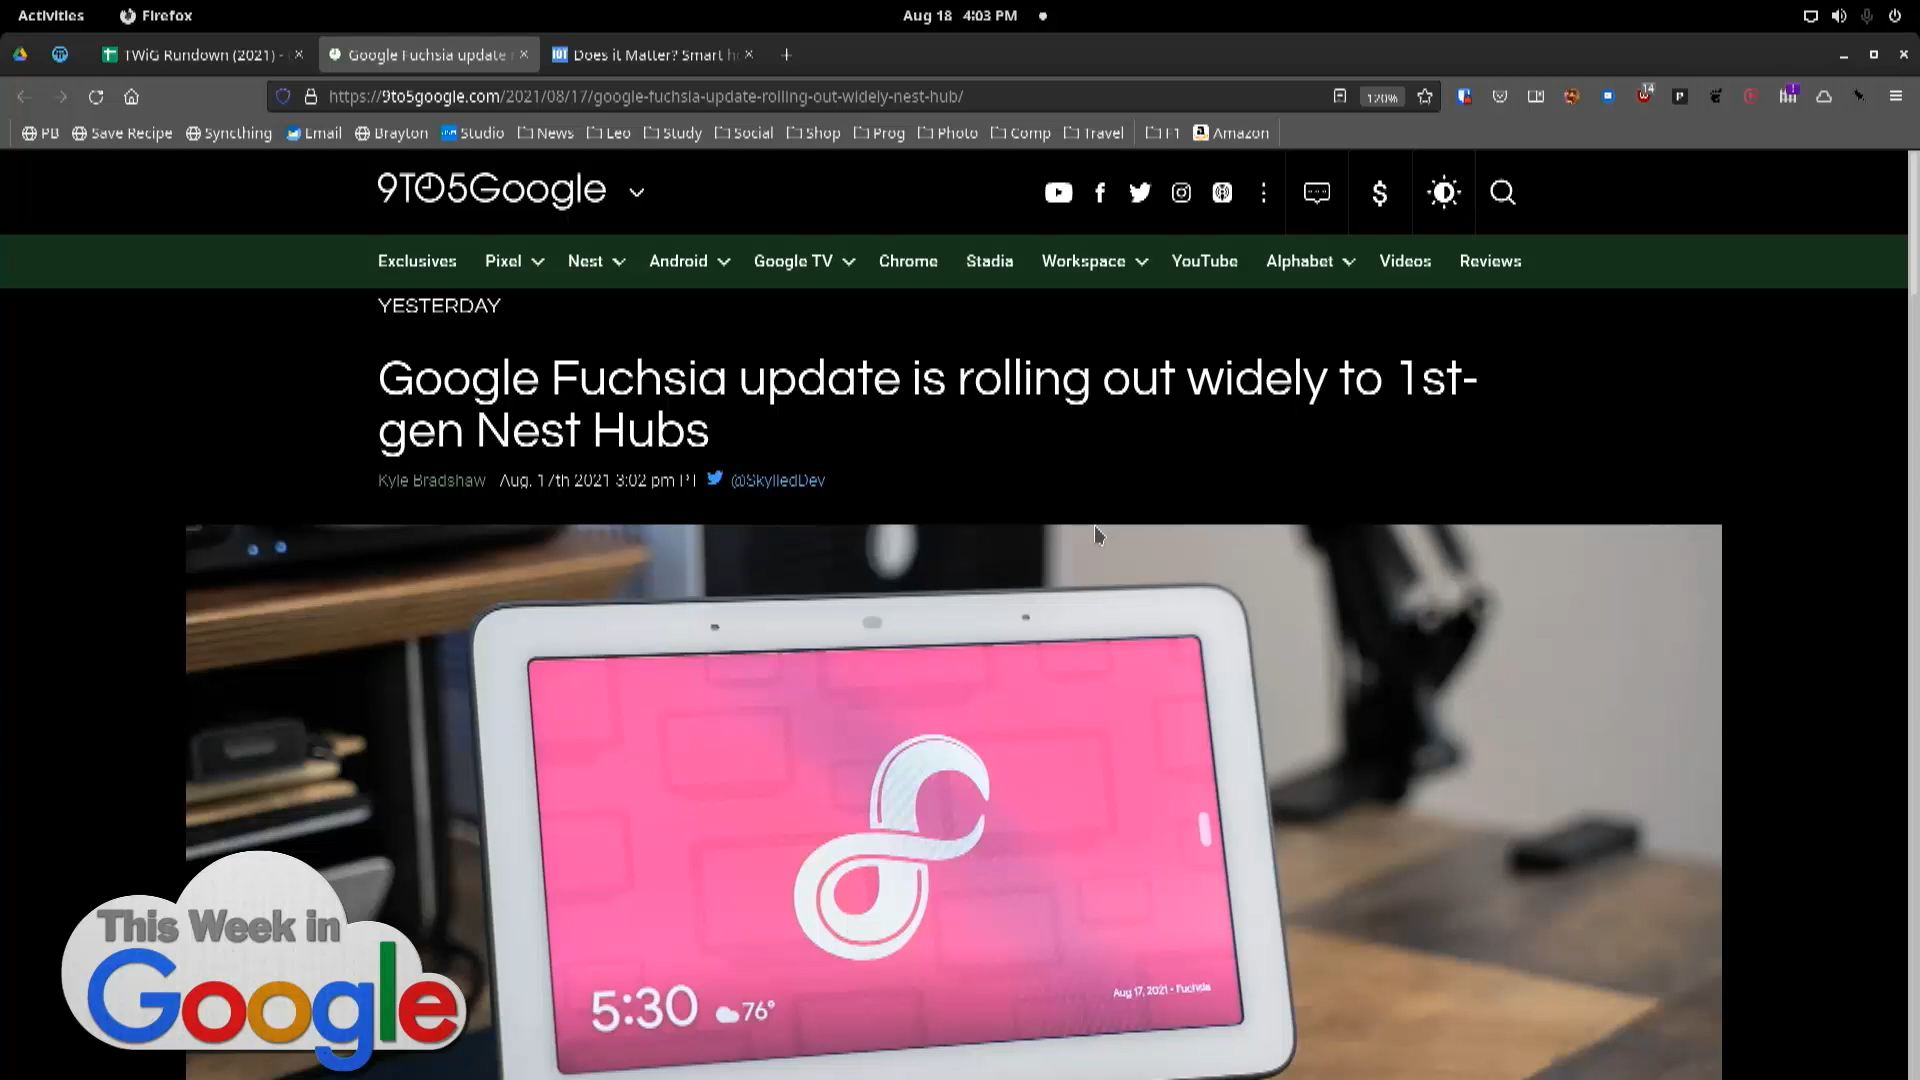 Activities Firefox Aug 18 4:03 PM
TWiG Rundown (2021) - Google Fuchsia update Does it Matter? Smart h
https://9to5google.com/2021/08/17/google-fuchsia-update-rolling-out-widely-nest-hub/ 120% 14
PB Save Recipe Syncthing Email Brayton Studio News Leo Study Social Shop Prog Photo Comp Travel F1 Amazon
9TO5Google
Exclusives Pixel Nest Android Google TV Chrome Stadia Workspace YouTube Alphabet Videos Reviews
YESTERDAY
Google Fuchsia update is rolling out widely to 1st-
gen Nest Hubs
Kyle Bradshaw Aug. 17th 2021 3:02 pm PT @SkylledDev
5:30 76°
Aug 17, 2021 • Fuchsia
This Week in
Google